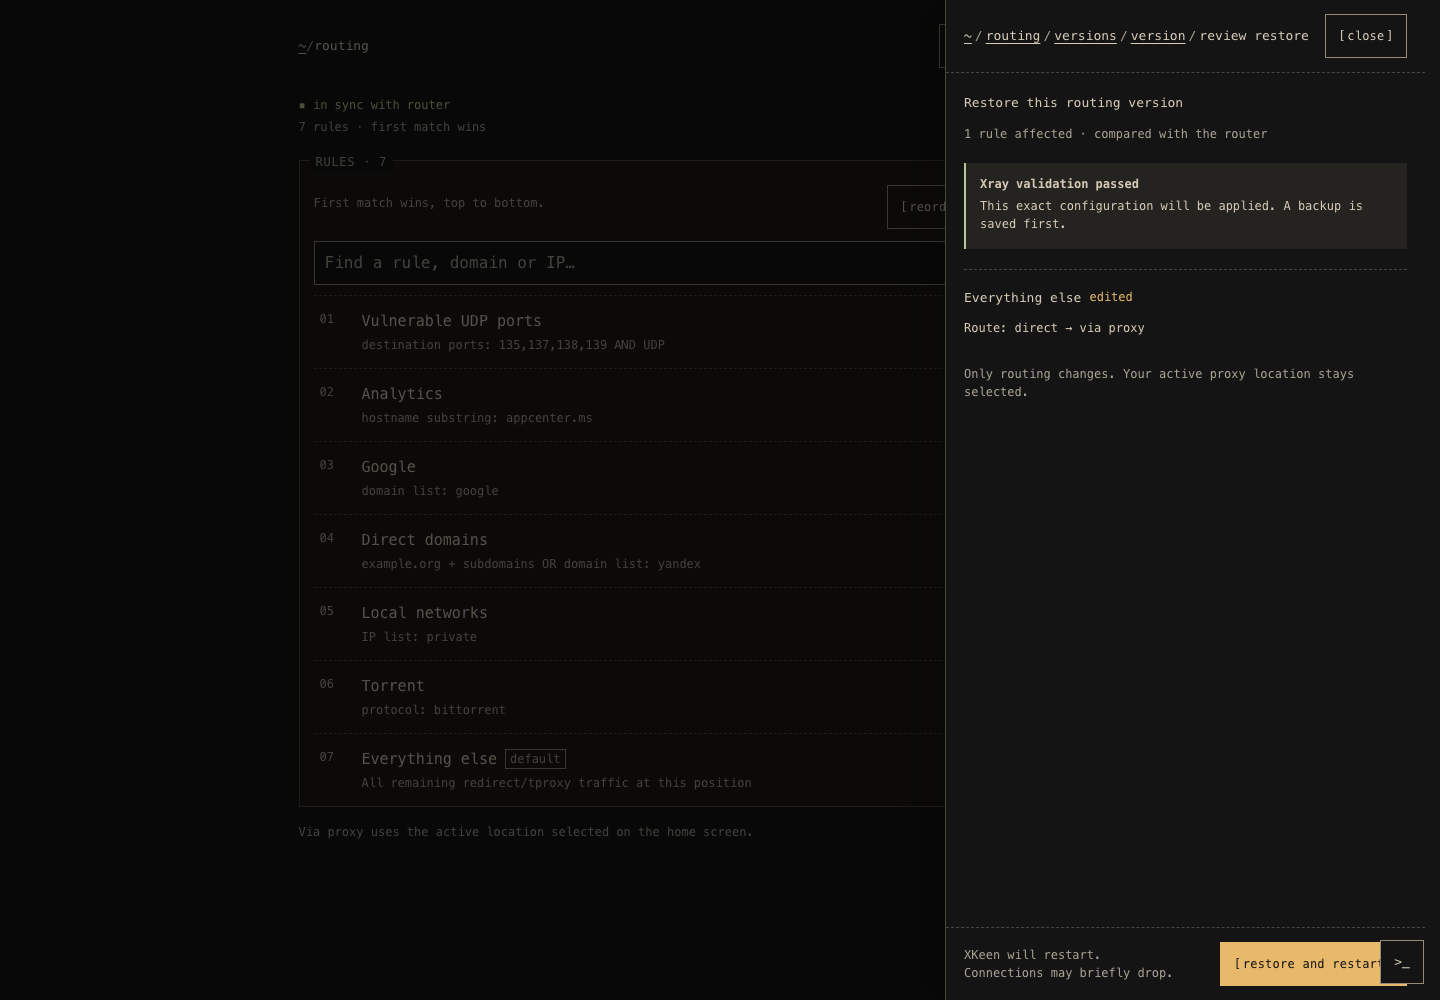 ~/routing
▪ in sync with router
7 rules · first match wins
RULES · 7
First match wins, top to bottom.
[reord
Find a rule, domain or IP…
01 Vulnerable UDP ports
destination ports: 135,137,138,139 AND UDP
02 Analytics
hostname substring: appcenter.ms
03 Google
domain list: google
04 Direct domains
example.org + subdomains OR domain list: yandex
05 Local networks
IP list: private
06 Torrent
protocol: bittorrent
07 Everything else default
All remaining redirect/tproxy traffic at this position
Via proxy uses the active location selected on the home screen.
~ / routing / versions / version / review restore [close]
Restore this routing version
1 rule affected · compared with the router
Xray validation passed
This exact configuration will be applied. A backup is
saved first.
Everything else edited
Route: direct → via proxy
Only routing changes. Your active proxy location stays
selected.
XKeen will restart.
Connections may briefly drop.
[restore and restart
>_